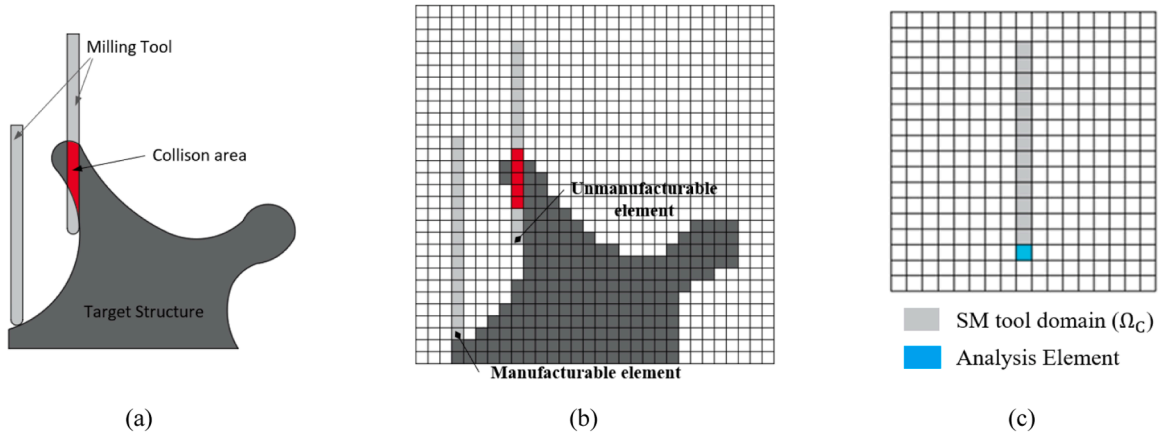 Milling Tool
Collison area
Target Structure
(a)
Unmanufacturable
element
Manufacturable element
(b)
SM tool domain (Ω_C)
Analysis Element
(c)